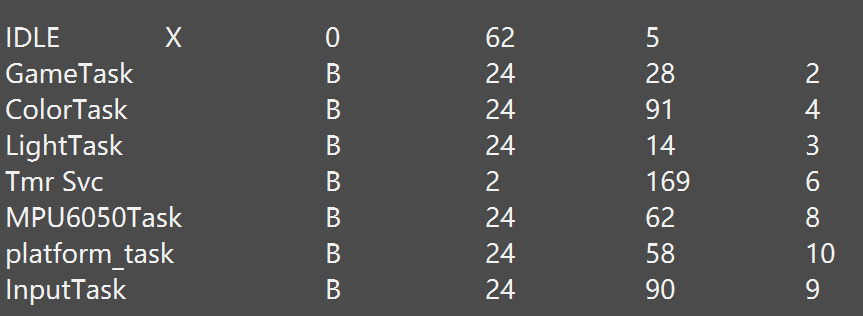 IDLE X 0 62 5
GameTask B 24 28 2
ColorTask B 24 91 4
LightTask B 24 14 3
Tmr Svc B 2 169 6
MPU6050Task B 24 62 8
platform_task B 24 58 10
InputTask B 24 90 9